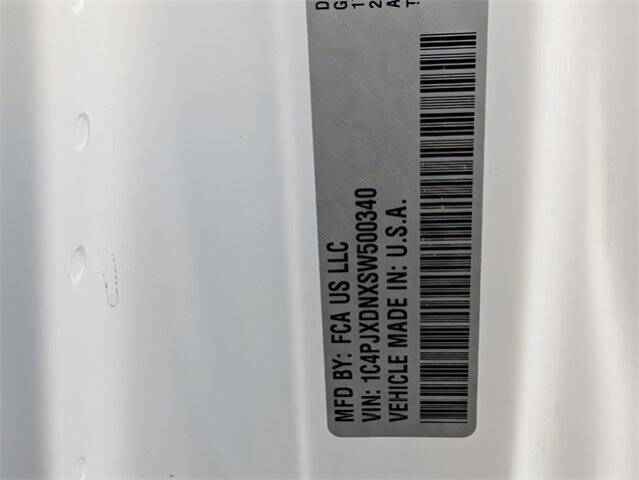 MFD BY: FCA US LLC
VIN: 1C4PJXDNXSW500340
VEHICLE MADE IN: U.S.A.